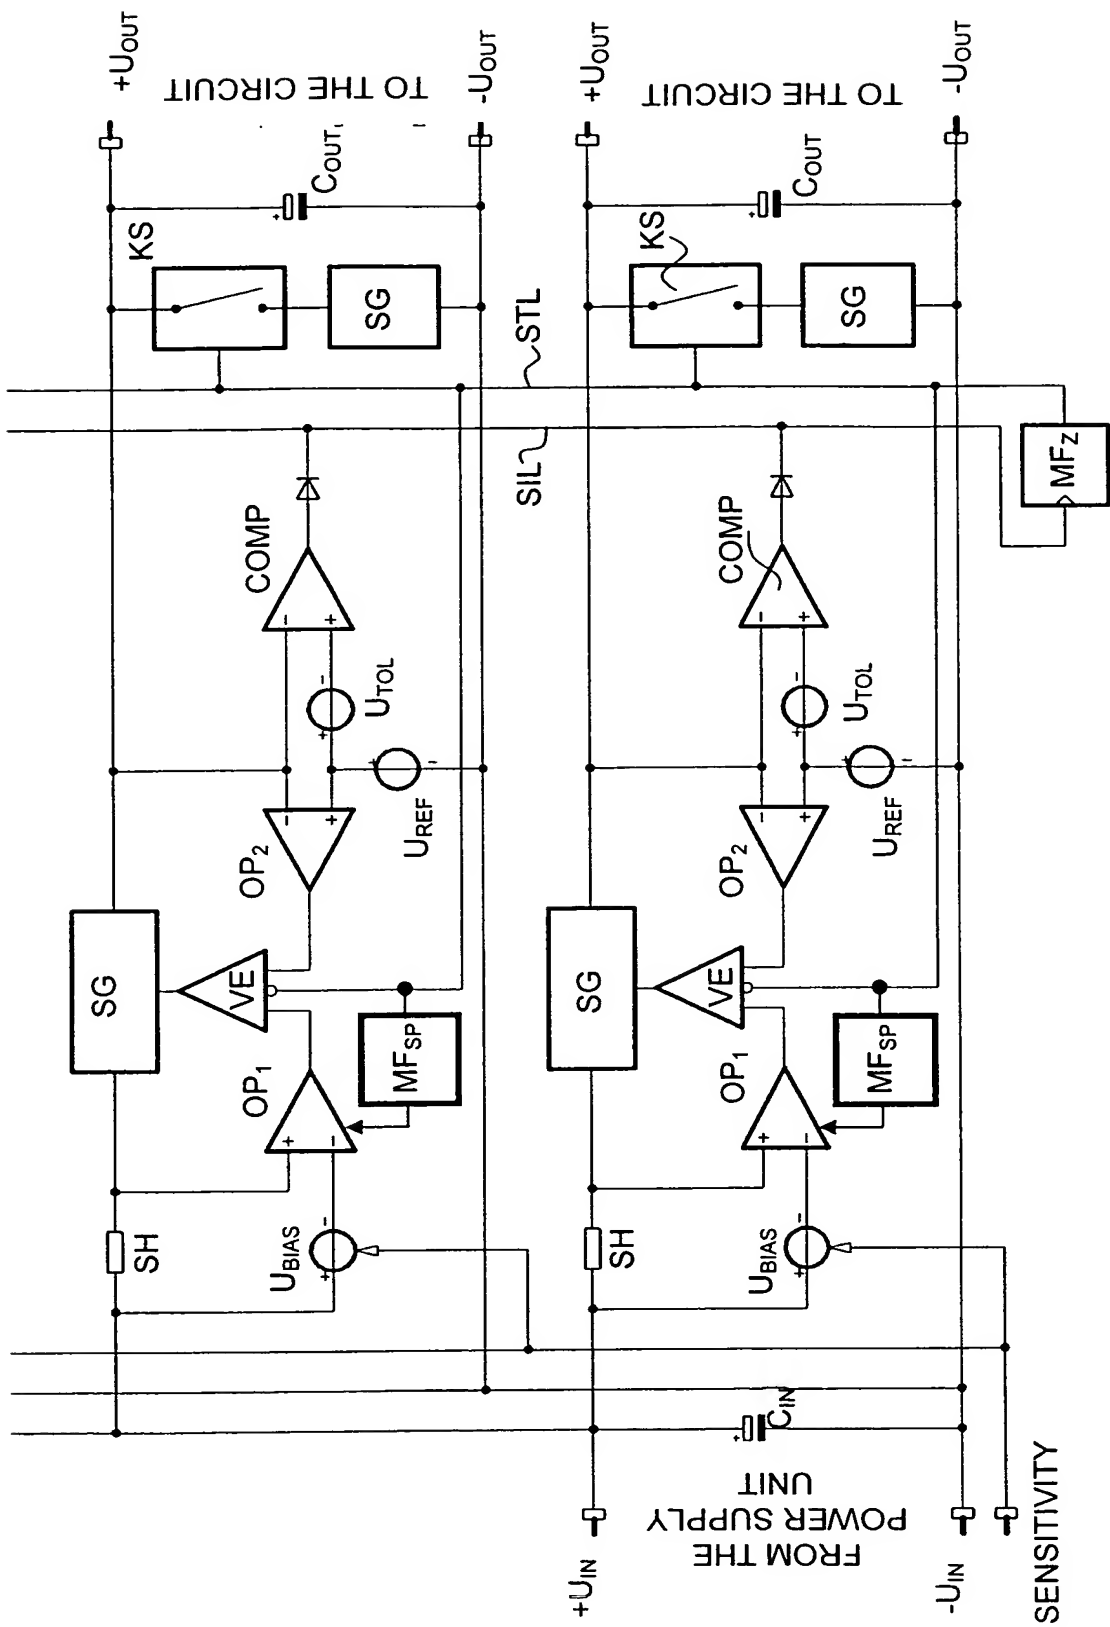 +UOUT
TO THE CIRCUIT
-UOUT
COUT
KS
SG
STL
SIL
COMP
- +
+ -
UTOL
+ -
UREF
- +
OP2
SG
VE
MFSP
OP1
+ -
SH
+ -
UBIAS
+UOUT
TO THE CIRCUIT
-UOUT
COUT
KS
SG
MFZ
COMP
- +
+ -
UTOL
+ -
UREF
- +
OP2
SG
VE
MFSP
OP1
+ -
SH
+ -
UBIAS
CIN
+UIN
FROM THE
POWER SUPPLY
UNIT
-UIN
SENSITIVITY